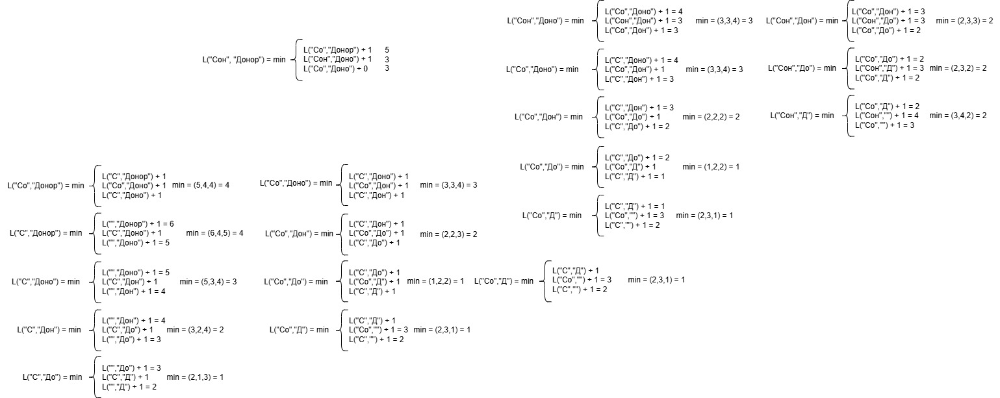 L("Сон", "Донор") = min
L("Со","Донор") + 1 5
L("Сон","Доно") + 1 3
L("Со","Доно") + 0 3
L("Со","Донор") = min
L("С","Донор") + 1
L("Со","Доно") + 1 min = (5,4,4) = 4
L("С","Доно") + 1
L("С","Донор") = min
L("","Донор") + 1 = 6
L("С","Доно") + 1 min = (6,4,5) = 4
L("","Доно") + 1 = 5
L("С","Доно") = min
L("","Доно") + 1 = 5
L("С","Дон") + 1 min = (5,3,4) = 3
L("","Дон") + 1 = 4
L("С","Дон") = min
L("","Дон") + 1 = 4
L("С","До") + 1 min = (3,2,4) = 2
L("","До") + 1 = 3
L("С","До") = min
L("","До") + 1 = 3
L("С","Д") + 1 min = (2,1,3) = 1
L("","Д") + 1 = 2
L("Со","Доно") = min
L("С","Доно") + 1
L("Со","Дон") + 1 min = (3,3,4) = 3
L("С","Дон") + 1
L("Со","Дон") = min
L("С","Дон") + 1
L("Со","До") + 1 min = (2,2,3) = 2
L("С","До") + 1
L("Со","До") = min
L("С","До") + 1
L("Со","Д") + 1 min = (1,2,2) = 1
L("С","Д") + 1
L("Со","Д") = min
L("С","Д") + 1
L("Со","") + 1 = 3 min = (2,3,1) = 1
L("С","") + 1 = 2
L("Со","Д") = min
L("С","Д") + 1
L("Со","") + 1 = 3 min = (2,3,1) = 1
L("С","") + 1 = 2
L("Сон","Доно") = min
L("Со","Доно") + 1 = 4
L("Сон","Дон") + 1 = 3 min = (3,3,4) = 3
L("Со","Дон") + 1 = 3
L("Со","Доно") = min
L("С","Доно") + 1 = 4
L("Со","Дон") + 1 min = (3,3,4) = 3
L("С","Дон") + 1 = 3
L("Со","Дон") = min
L("С","Дон") + 1 = 3
L("Со","До") + 1 min = (2,2,2) = 2
L("С","До") + 1 = 2
L("Со","До") = min
L("С","До") + 1 = 2
L("Со","Д") + 1 min = (1,2,2) = 1
L("С","Д") + 1 = 1
L("Со","Д") = min
L("С","Д") + 1 = 1
L("Со","") + 1 = 3 min = (2,3,1) = 1
L("С","") + 1 = 2
L("Сон","Дон") = min
L("Со","Дон") + 1 = 3
L("Сон","До") + 1 = 3 min = (2,3,3) = 2
L("Со","До") + 1 = 2
L("Сон","До") = min
L("Со","До") + 1 = 2
L("Сон","Д") + 1 = 3 min = (2,3,2) = 2
L("Со","Д") + 1 = 2
L("Сон","Д") = min
L("Со","Д") + 1 = 2
L("Сон","") + 1 = 4 min = (3,4,2) = 2
L("Со","") + 1 = 3